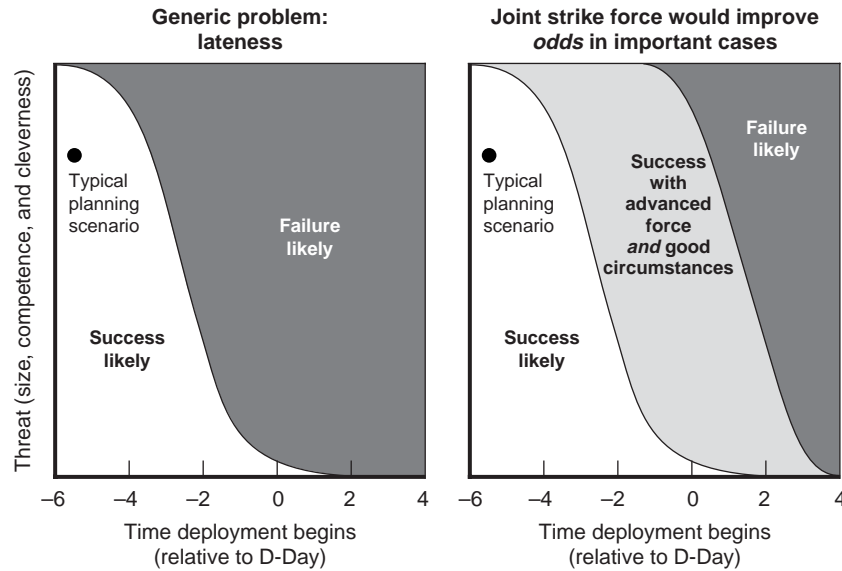 Generic problem:
lateness
Threat (size, competence, and cleverness)
Typical
planning
scenario
Failure
likely
Success
likely
–6
–4
–2
0
2
4
Time deployment begins
(relative to D-Day)
Joint strike force would improve
odds in important cases
Typical
planning
scenario
Success
with
advanced
force
and good
circumstances
Failure
likely
Success
likely
–6
–4
–2
0
2
4
Time deployment begins
(relative to D-Day)